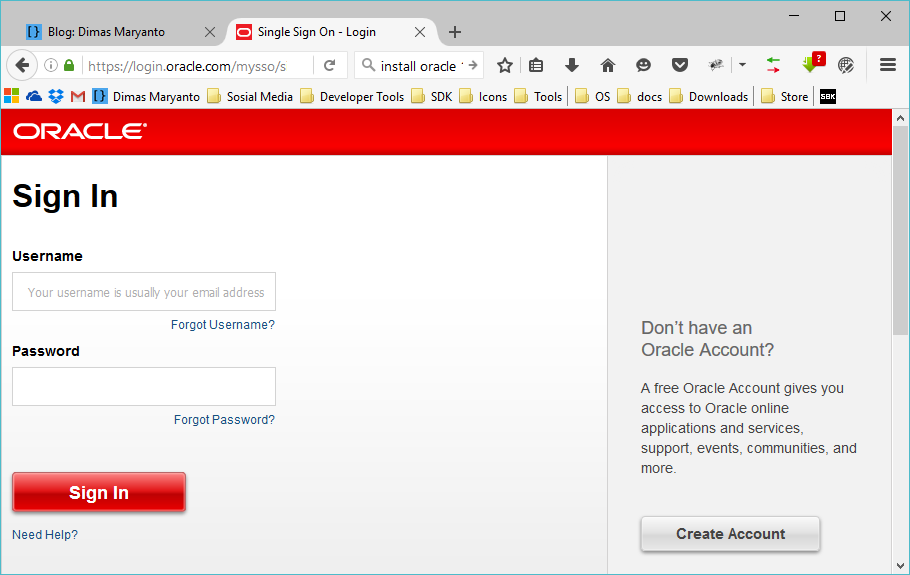 Blog: Dimas Maryanto
Single Sign On - Login
https://login.oracle.com/mysso/s
install oracle
?
Dimas Maryanto
Sosial Media
Developer Tools
SDK
Icons
Tools
OS
docs
Downloads
Store
SBK
ORACLE
Sign In
Username
Your username is usually your email address
Forgot Username?
Password
Forgot Password?
Sign In
Need Help?
Don't have an
Oracle Account?
A free Oracle Account gives you
access to Oracle online
applications and services,
support, events, communities, and
more.
Create Account